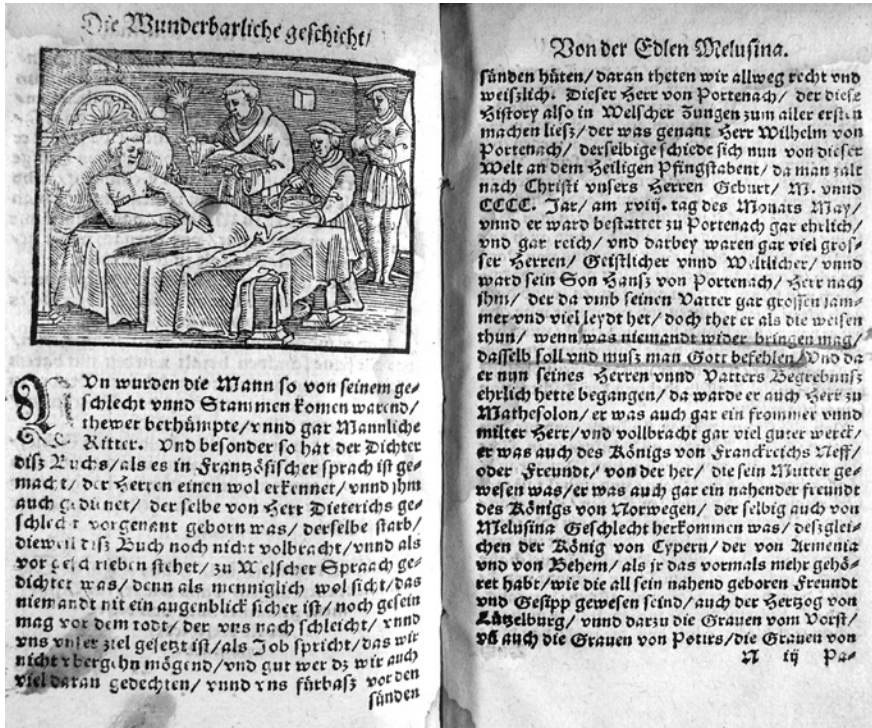 Die Wunderbarliche geschicht/
NVn wurden die Mann so von seinem ge⸗
schlecht vnnd Stammen komen warend/
thewer berhümpte/ vnnd gar Mannliche
Ritter. Vnd besonder so hat der Dichter
diß Buchs/ als es in Frantzösischer sprach ist ge⸗
macht/ der Herren einen wol erkennet/ vnnd jhm
auch gedienet/ der selbe von Herr Dieterichs ge⸗
schlecht vorgenant geborn was/ derselbe starb/
dieweil diß Buch noch nicht volbracht/ vnnd als
vor geschrieben stehet/ zu Welscher Spraach ge⸗
dichtet was/ denn als menniglich wol sicht/ das
niemandt nit ein augenblick sicher ist/ noch gesein
mag vor dem todt/ der vns nach schleicht/ vnnd
vns vnser ziel gesetzt ist/ als Job spricht/ das wir
nicht vbergehn mögend/ vnd gut wer dz wir auch
viel daran gedechten/ vnnd vns fürbaß vor den
sünden
Von der Edlen Melusina.
sünden hüten/ daran theten wir allweg recht vnd
weißlich. Dieser Herr von Portenach/ der diese
History also in Welscher Zungen zum aller ersten
machen ließ/ der was genant Herr Wilhelm von
Portenach/ derselbige schiede sich nun von dieser
Welt an dem Heiligen Pfingstabent/ da man zalt
nach Christi vnsers Herren Geburt/ M. vnnd
CCCC. Jar/ am xviij. tag des Monats May/
vnnd er ward bestattet zu Portenach gar ehrlich/
vnd gar reich/ vnd darbey waren gar viel gros⸗
ser Herren/ Geistlicher vnnd Weltlicher/ vnnd
ward sein Son Hansz von Portenach/ Herr nach
jhm/ der da vmb seinen Vatter gar grossen jam⸗
mer vnd viel leydt het/ doch thet er als die weisen
thun/ wenn was niemandt wider bringen mag/
dasselb soll vnd muß man Gott befehlen/ Vnd da
er nun seines Herren vnnd Vatters Begrebnuß
ehrlich hette begangen/ da warde er auch Herr zu
Mathesolon/ er was auch gar ein frommer vnnd
milter Herr/ vnd vollbracht gar viel guter werck/
er was auch des Königs von Franckreichs Neff/
oder Freundt/ von der her/ die sein Mutter ge⸗
wesen was/ er was auch gar ein nahender freundt
des Königs von Norwegen/ der selbig auch von
Melusina Geschlecht herkommen was/ deßglei⸗
chen der König von Cypern/ der von Armenia
vnd von Behem/ als jr das vormals mehr gehö⸗
ret habt/ wie die all sein nahend geboren Freundt
vnd Gesipp gewesen seind/ auch der Hertzog von
Lützelburg/ vnnd darzu die Grauen vom Vorst/
vñ auch die Grauen von Potirs/ die Grauen von
N iij Pa⸗